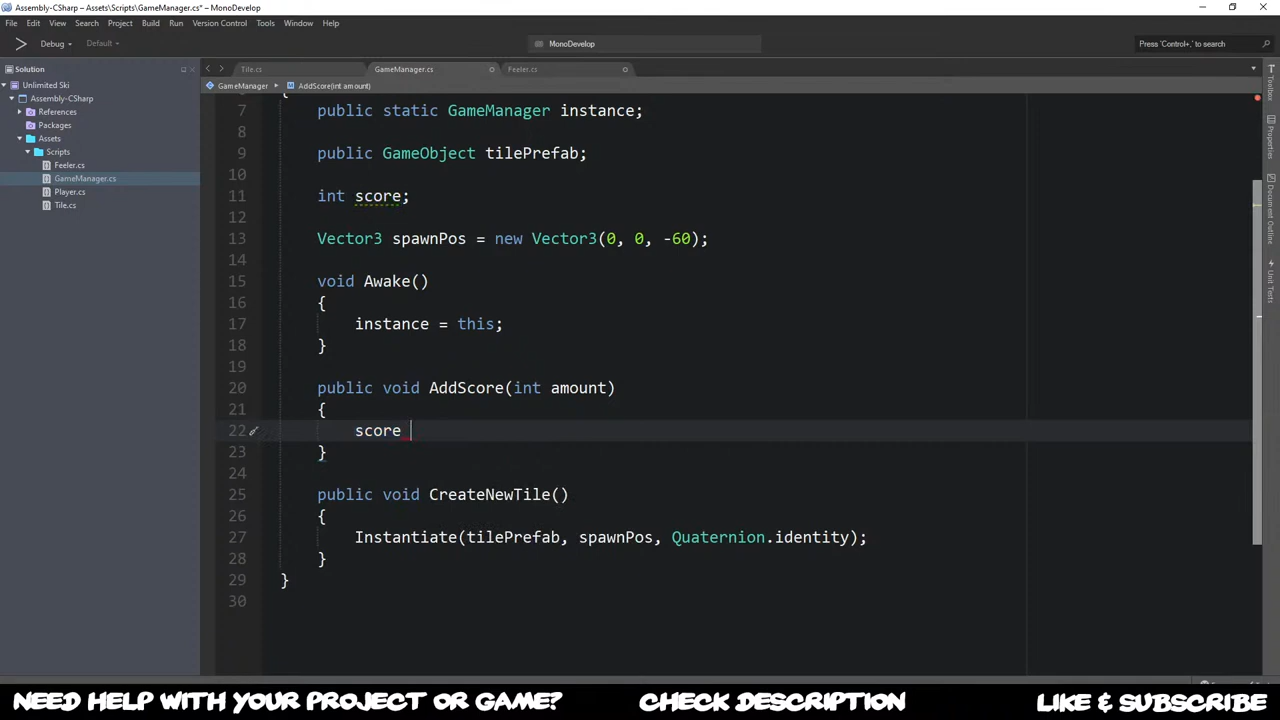 Assembly-CSharp – Assets\Scripts\GameManager.cs* – MonoDevelop
File Edit View Search Project Build Run Version Control Tools Window Help
Debug Default MonoDevelop Press 'Control+,' to search
Solution
Unlimited Ski
Assembly-CSharp
References
Packages
Assets
Scripts
Feeler.cs
GameManager.cs
Player.cs
Tile.cs
Tile.cs GameManager.cs Feeler.cs
GameManager AddScore(int amount)
7 public static GameManager instance;
8
9 public GameObject tilePrefab;
10
11 int score;
12
13 Vector3 spawnPos = new Vector3(0, 0, -60);
14
15 void Awake()
16 {
17 instance = this;
18 }
19
20 public void AddScore(int amount)
21 {
22 score
23 }
24
25 public void CreateNewTile()
26 {
27 Instantiate(tilePrefab, spawnPos, Quaternion.identity);
28 }
29 }
30
Toolbox
Properties
Document Outline
Unit Tests
NEED HELP WITH YOUR PROJECT OR GAME? CHECK DESCRIPTION LIKE & SUBSCRIBE